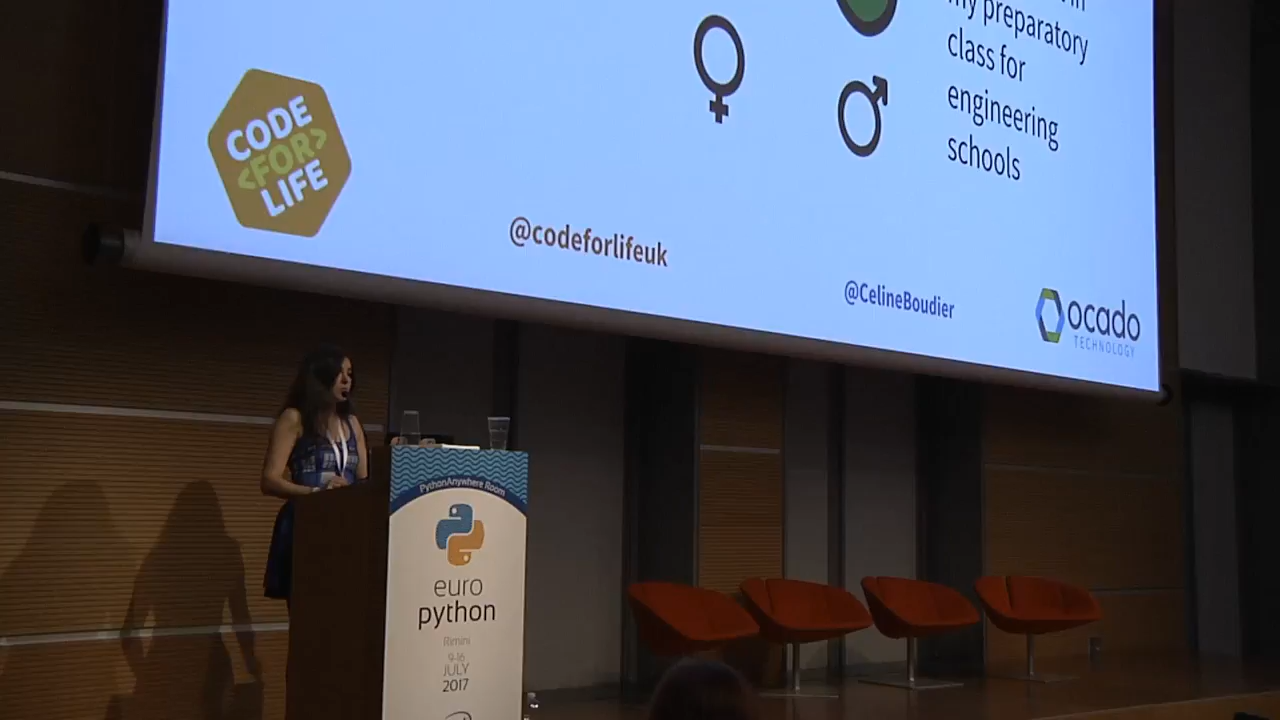 my preparatory
class for
engineering
schools
CODE
<FOR>
LIFE
@codeforlifeuk
@CelineBoudier
ocado
TECHNOLOGY
PythonAnywhere Room
euro
python
Rimini
9-16
JULY
2017